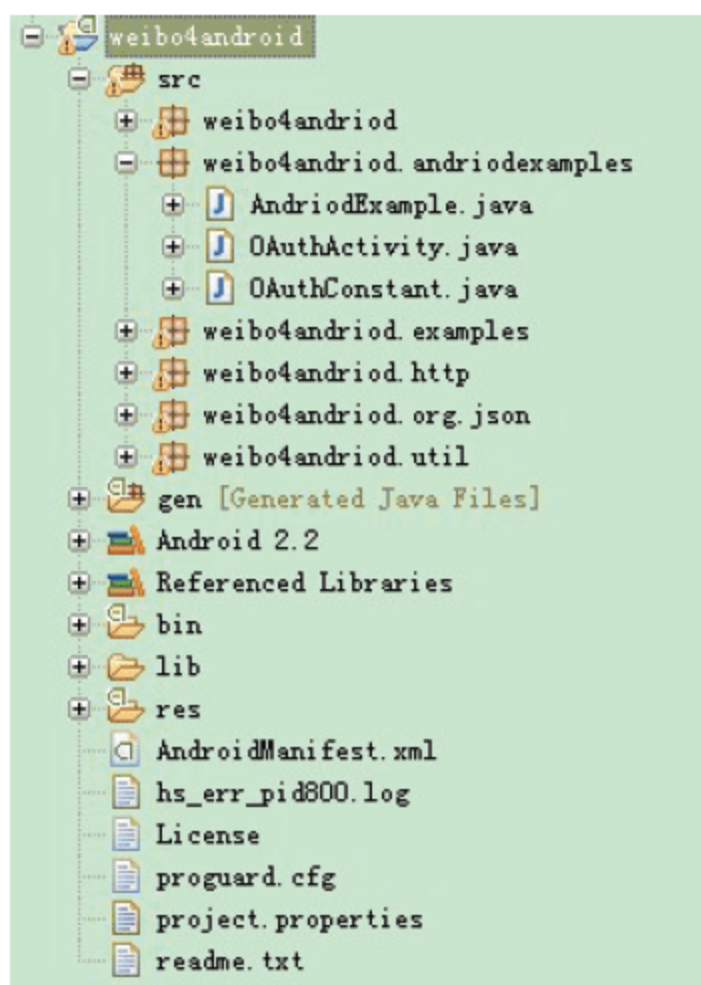 weibo4android
src
weibo4andriod
weibo4andriod.andriodexamples
AndriodExample.java
OAuthActivity.java
OAuthConstant.java
weibo4andriod.examples
weibo4andriod.http
weibo4andriod.org.json
weibo4andriod.util
gen [Generated Java Files]
Android 2.2
Referenced Libraries
bin
lib
res
AndroidManifest.xml
hs_err_pid800.log
License
proguard.cfg
project.properties
readme.txt